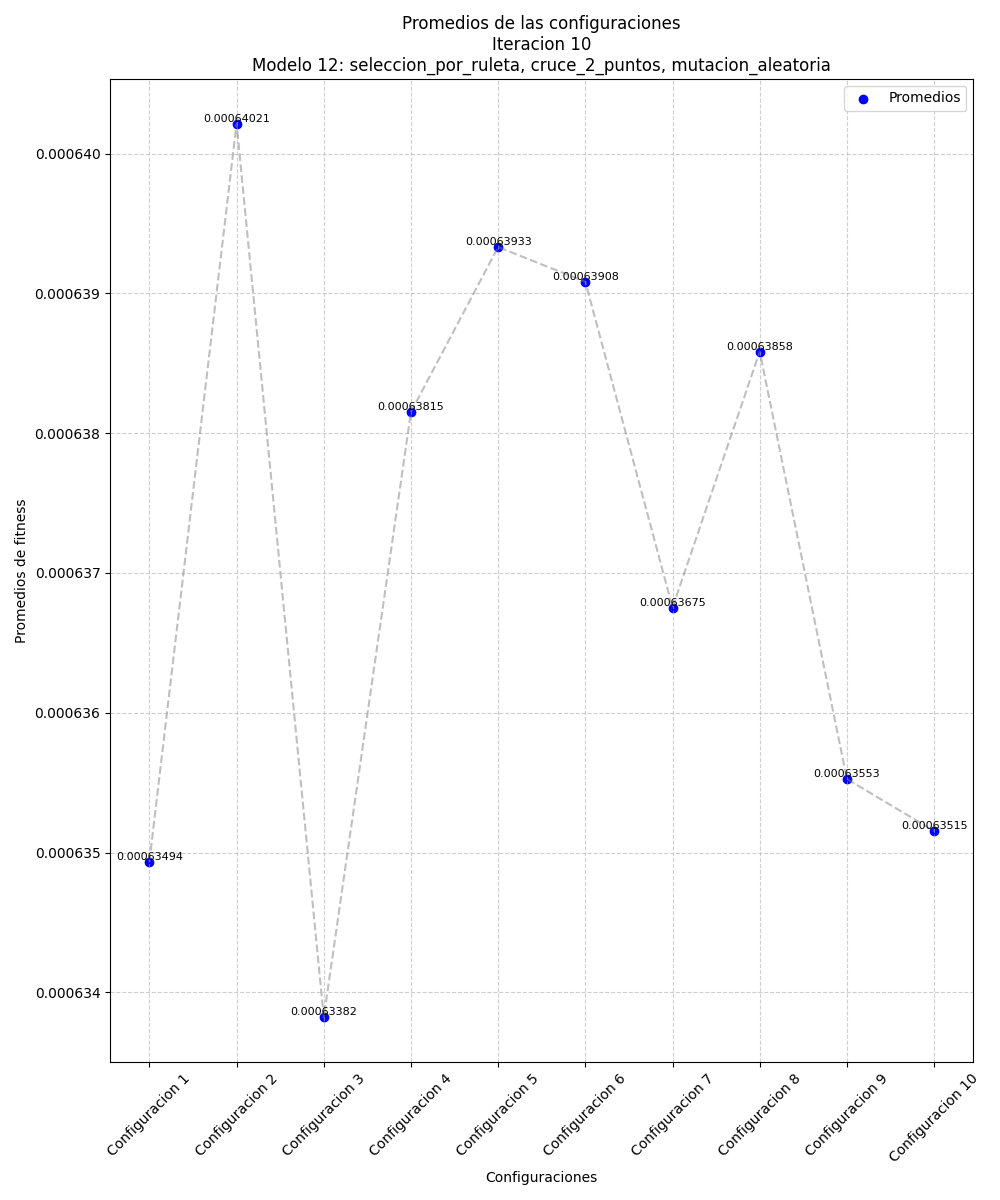 Promedios de las configuraciones
Iteracion 10
Modelo 12: seleccion_por_ruleta, cruce_2_puntos, mutacion_aleatoria
Promedios
0.00064021
0.000640
0.00063933
0.00063908
0.000639
0.00063858
0.00063815
0.000638
0.000637
0.00063675
0.000636
0.00063553
0.00063515
0.000635
0.00063494
0.000634
0.00063382
Promedios de fitness
Configuracion 1
Configuracion 2
Configuracion 3
Configuracion 4
Configuracion 5
Configuracion 6
Configuracion 7
Configuracion 8
Configuracion 9
Configuracion 10
Configuraciones